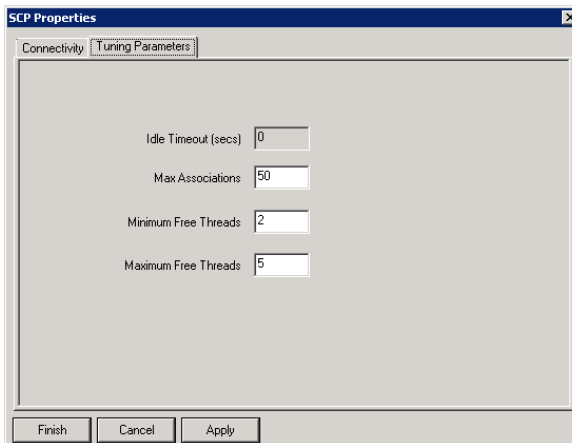 SCP Properties
Connectivity Tuning Parameters
Idle Timeout (secs) 0
Max Associations 50
Minimum Free Threads 2
Maximum Free Threads 5
Finish Cancel Apply